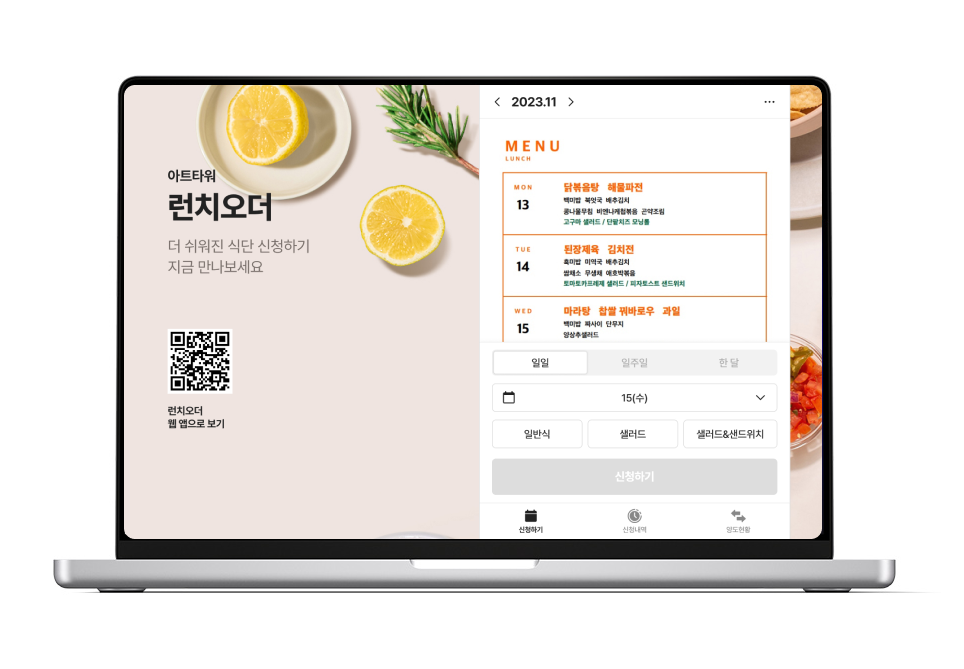 아트타워
런치오더
더 쉬워진 식단 신청하기
지금 만나보세요
런치오더
웹 앱으로 보기
2023.11
MENU
LUNCH
MON
13
닭볶음탕 해물파전
백미밥 북엇국 배추김치
콩나물무침 비엔나케찹볶음 곤약조림
고구마 샐러드 / 단팥치즈 모닝롤
TUE
14
된장제육 김치전
흑미밥 미역국 배추김치
쌈채소 무생채 애호박볶음
토마토카프레제 샐러드 / 피자토스트 샌드위치
WED
15
마라탕 찹쌀 꿔바로우 과일
백미밥 짜사이 단무지
양상추샐러드
일일 일주일 한 달
15(수)
일반식 샐러드 샐러드&샌드위치
신청하기
신청하기 신청내역 양도현황